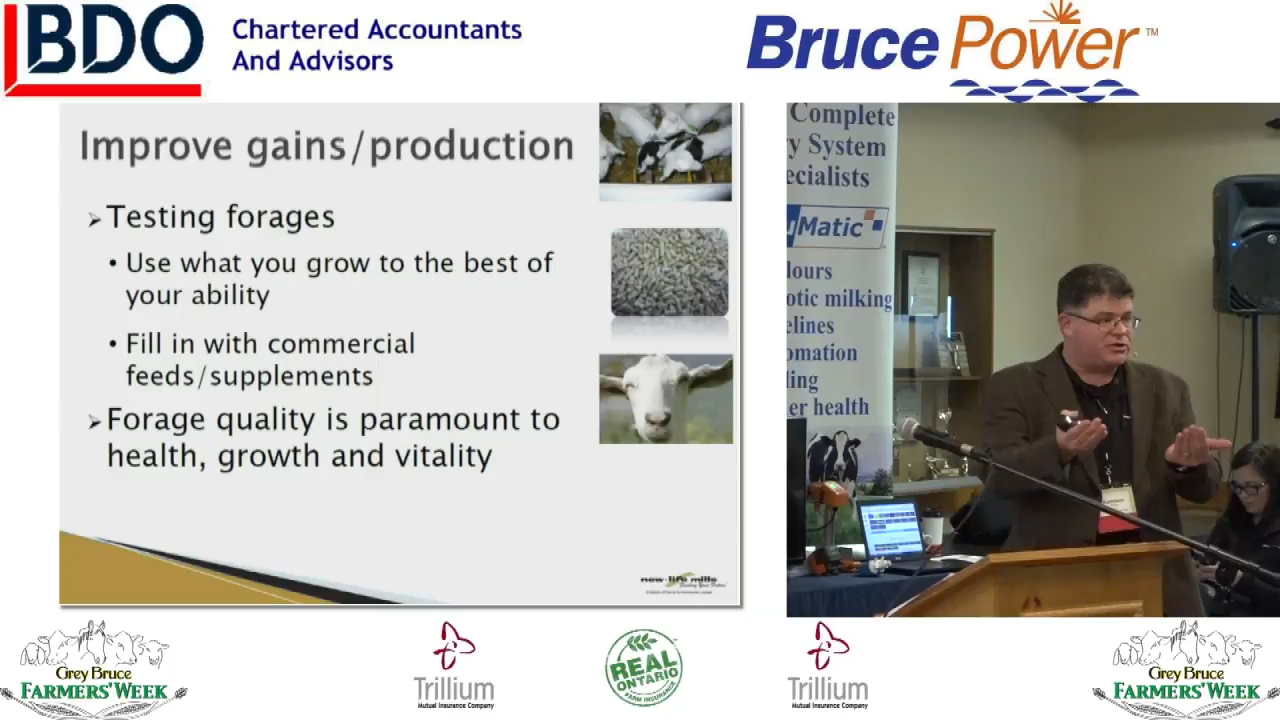 BDO
Chartered Accountants
And Advisors
Bruce Power™
Improve gains/production
➢ Testing forages
• Use what you grow to the best of
your ability
• Fill in with commercial
feeds/supplements
➢ Forage quality is paramount to
health, growth and vitality
new-life mills
Complete
y System
ecialists
Matic
lours
otic milking
elines
omation
ling
er health
Grey Bruce
FARMERS' WEEK
Trillium
Mutual Insurance Company
REAL
ONTARIO
FARM INSURANCE
Trillium
Mutual Insurance Company
Grey Bruce
FARMERS' WEEK